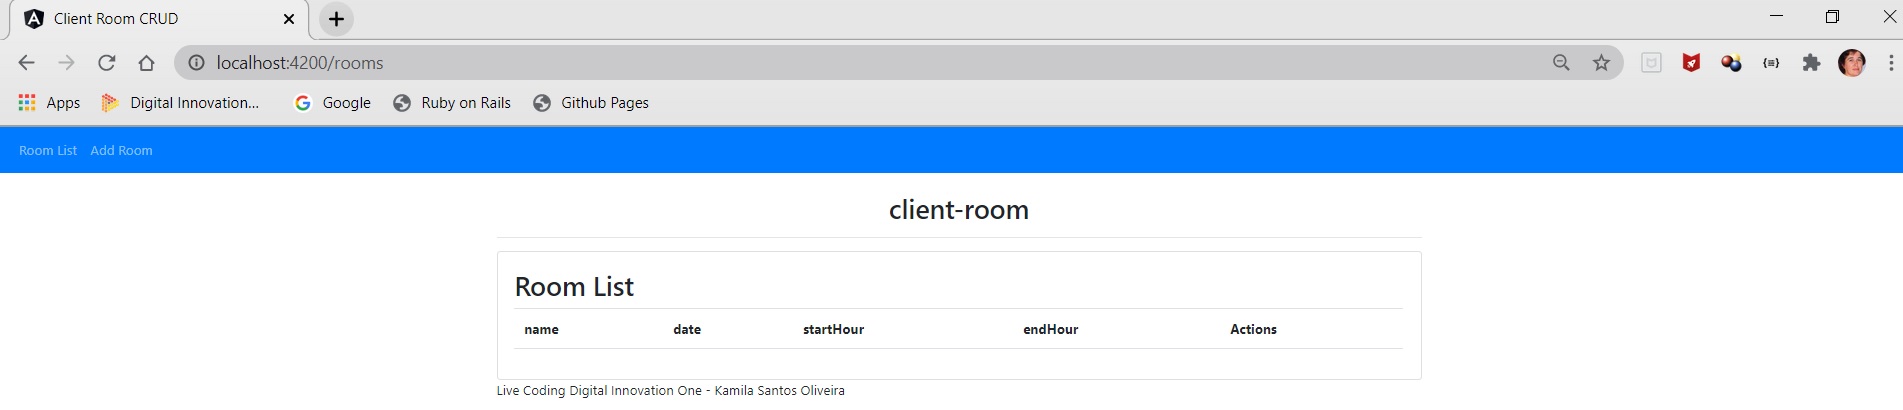 Client Room CRUD
localhost:4200/rooms
Apps Digital Innovation... Google Ruby on Rails Github Pages
Room List Add Room
client-room
Room List
name date startHour endHour Actions
Live Coding Digital Innovation One - Kamila Santos Oliveira